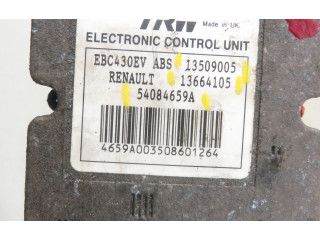 TRW
Made in UK.
ELECTRONIC CONTROL UNIT
EBC430EV ABS 13509005
RENAULT 13664105
54084659A
4659A003508601264